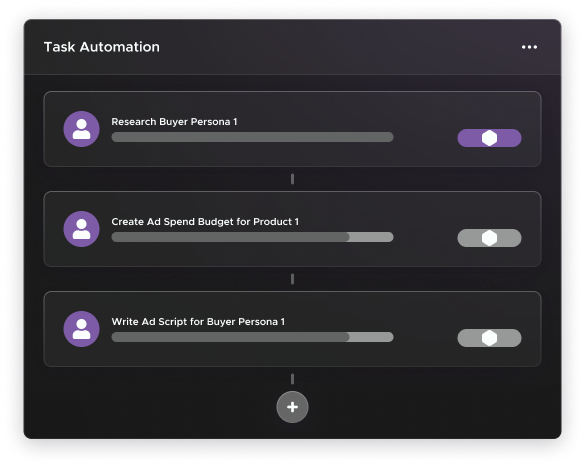 Task Automation
Research Buyer Persona 1
Create Ad Spend Budget for Product 1
Write Ad Script for Buyer Persona 1